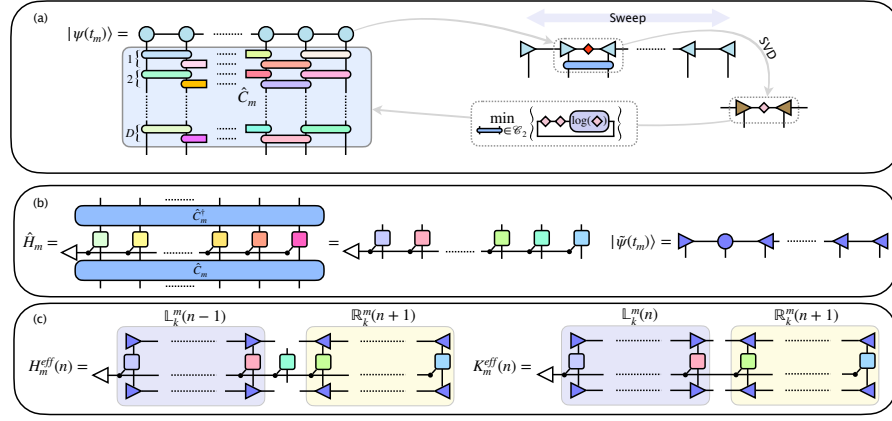 (a)
|ψ(t_m)⟩ =
1
2
D
Ĉ_m
Sweep
SVD
min
∈𝒞_2
log( )
(b)
Ĥ_m =
Ĉ_m^†
Ĉ_m
=
|ψ̃(t_m)⟩ =
(c)
𝕃_k^m(n − 1)
ℝ_k^m(n + 1)
𝕃_k^m(n)
ℝ_k^m(n + 1)
H_m^{eff}(n) =
K_m^{eff}(n) =